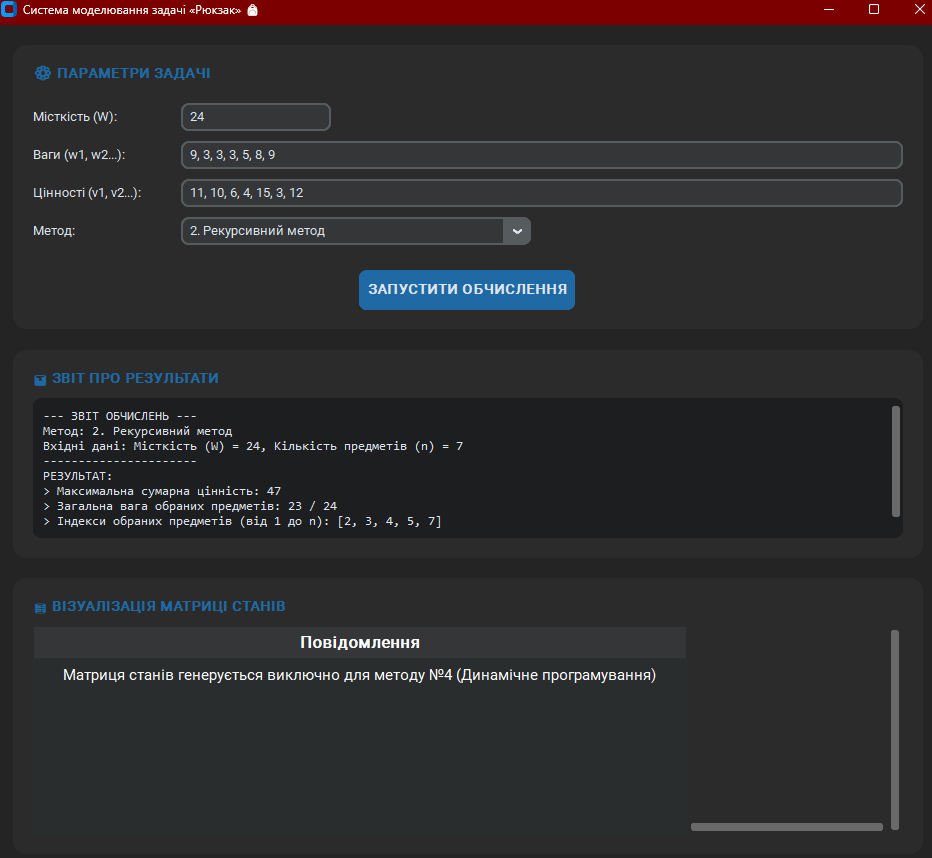 Система моделювання задачі «Рюкзак»
ПАРАМЕТРИ ЗАДАЧІ
Місткість (W): 24
Ваги (w1, w2...): 9, 3, 3, 3, 5, 8, 9
Цінності (v1, v2...): 11, 10, 6, 4, 15, 3, 12
Метод: 2. Рекурсивний метод
ЗАПУСТИТИ ОБЧИСЛЕННЯ
ЗВІТ ПРО РЕЗУЛЬТАТИ
--- ЗВІТ ОБЧИСЛЕНЬ ---
Метод: 2. Рекурсивний метод
Вхідні дані: Місткість (W) = 24, Кількість предметів (n) = 7
----------------------
РЕЗУЛЬТАТ:
> Максимальна сумарна цінність: 47
> Загальна вага обраних предметів: 23 / 24
> Індекси обраних предметів (від 1 до n): [2, 3, 4, 5, 7]
ВІЗУАЛІЗАЦІЯ МАТРИЦІ СТАНІВ
Повідомлення
Матриця станів генерується виключно для методу №4 (Динамічне програмування)